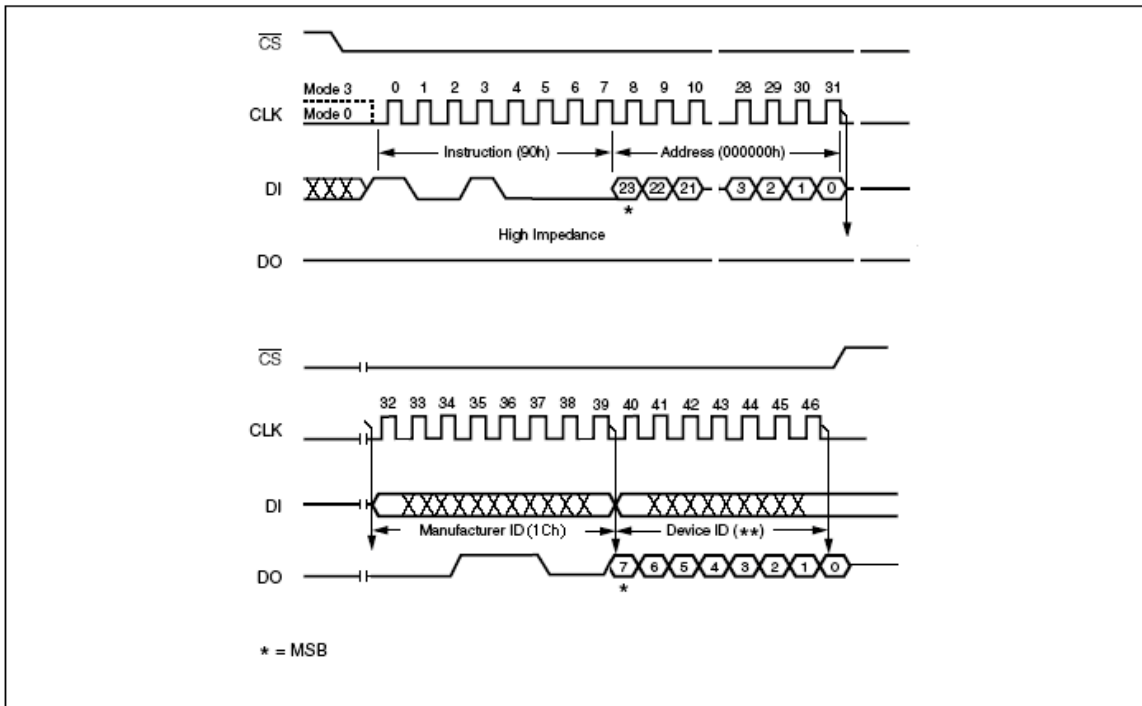 CS
Mode 3 0 1 2 3 4 5 6 7 8 9 10 28 29 30 31
CLK Mode 0
Instruction (90h) Address (000000h)
DI 23 22 21 3 2 1 0
*
High Impedance
DO
CS
32 33 34 35 36 37 38 39 40 41 42 43 44 45 46
CLK
DI
Manufacturer ID (1Ch) Device ID (**)
DO 7 6 5 4 3 2 1 0
*
* = MSB